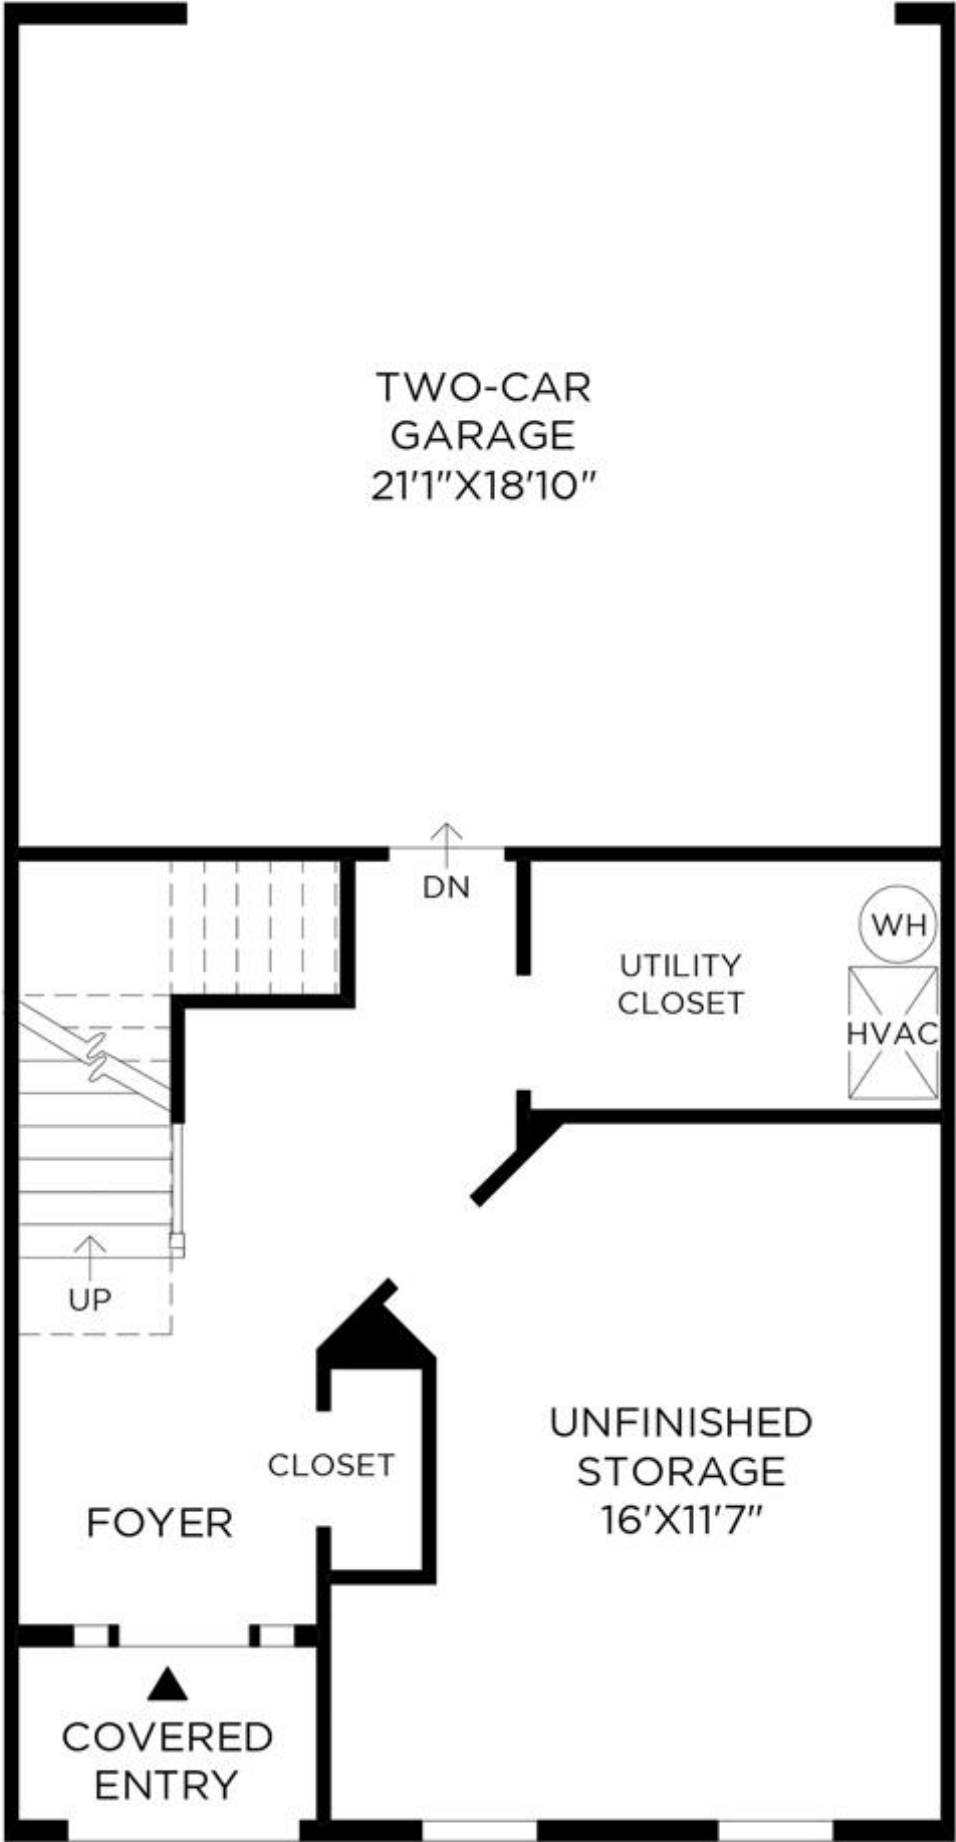 TWO-CAR
GARAGE
21'1"X18'10"
DN
WH
UTILITY
CLOSET
HVAC
UP
UNFINISHED
STORAGE
16'X11'7"
CLOSET
FOYER
COVERED
ENTRY